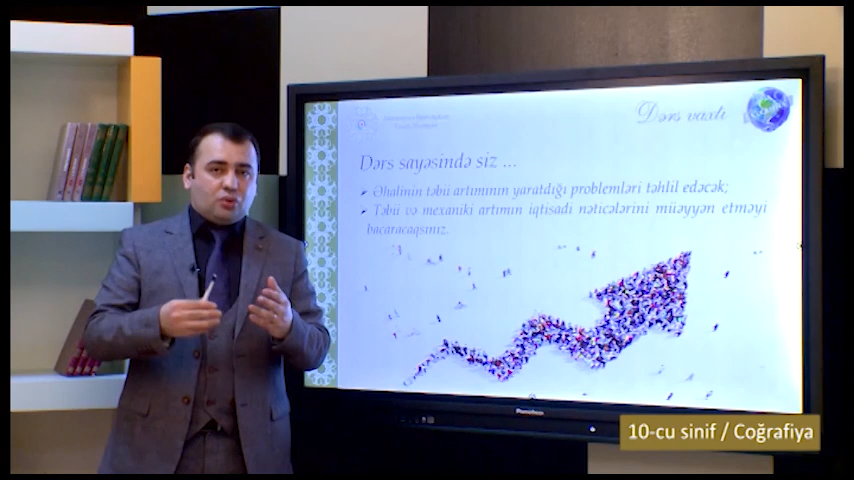 Dərs vaxtı
Dərs sayəsində siz ...
Əhalinin təbii artımının yaratdığı problemləri təhlil edəcək;
Təbii və mexaniki artımın iqtisadi nəticələrini müəyyən etməyi
bacaracaqsınız.
Promethean
10-cu sinif / Coğrafiya